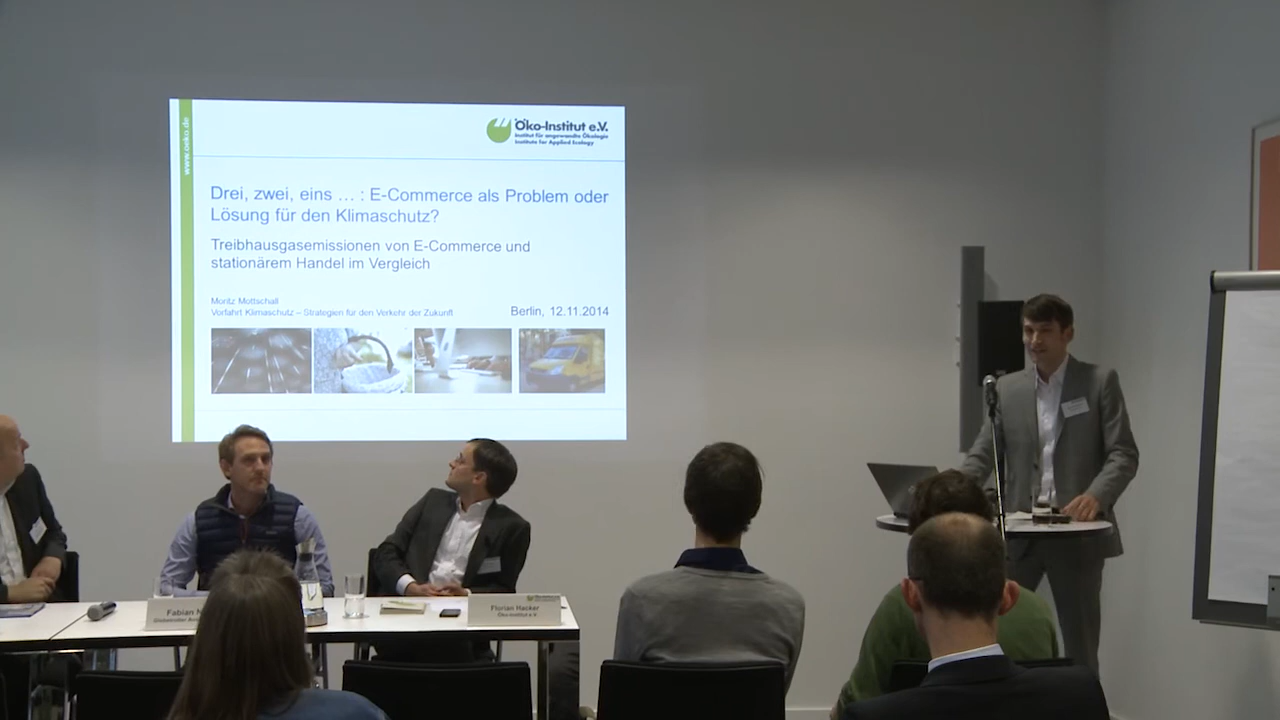 www.oeko.de
Öko-Institut e.V.
Institut für angewandte Ökologie
Institute for Applied Ecology
Drei, zwei, eins … : E-Commerce als Problem oder
Lösung für den Klimaschutz?
Treibhausgasemissionen von E-Commerce und
stationärem Handel im Vergleich
Moritz Mottschall
Vorfahrt Klimaschutz – Strategien für den Verkehr der Zukunft
Berlin, 12.11.2014
Fabian
Florian Hacker
Öko-Institut e.V.